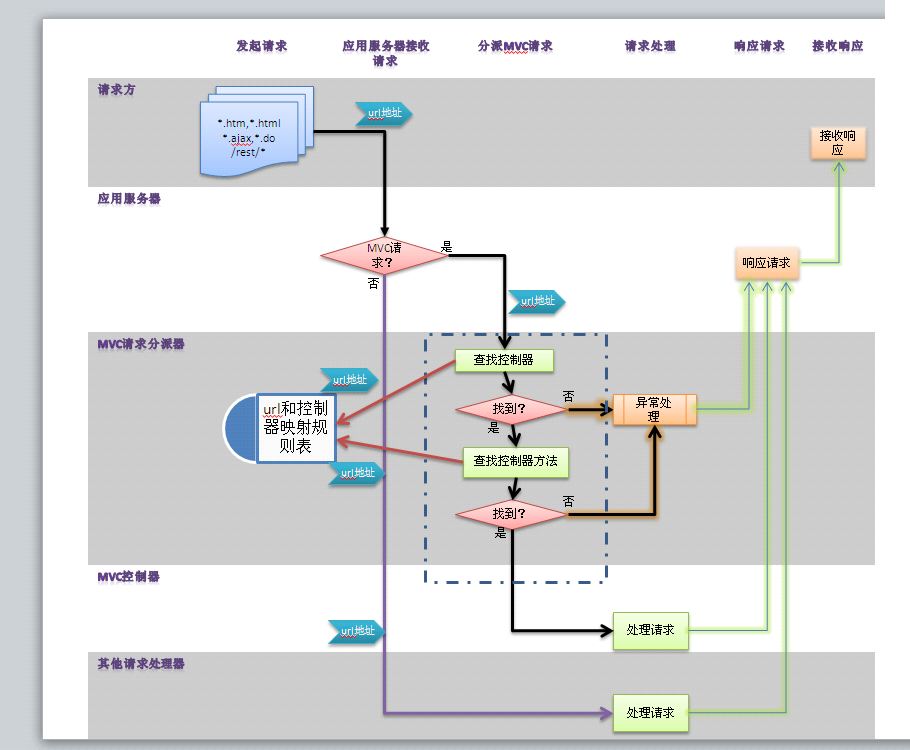 发起请求
应用服务器接收
请求
分派MVC请求
请求处理
响应请求
接收响应
请求方
*.htm,*.html
*.ajax,*.do
/rest/*
url地址
接收响
应
应用服务器
MVC请
求?
是
否
响应请求
url地址
MVC请求分派器
查找控制器
url地址
否
找到?
异常处
理
url和控制
器映射规
则表
是
查找控制器方法
url地址
否
找到?
是
MVC控制器
url地址
处理请求
其他请求处理器
处理请求